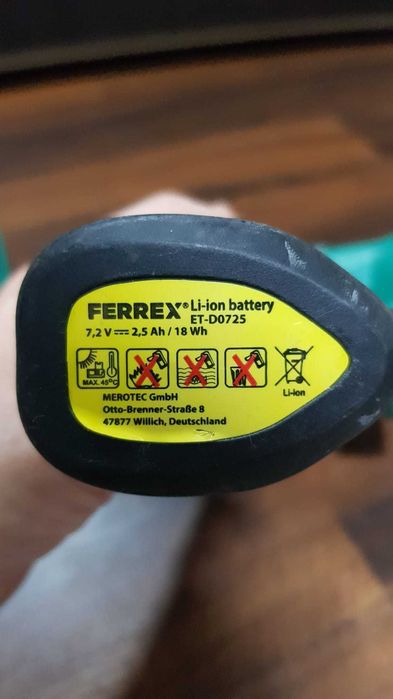 FERREX® Li-ion battery
ET-D0725
7,2 V ⎓ 2,5 Ah / 18 Wh
MAX. 45°C
Li-ion
MEROTEC GmbH
Otto-Brenner-Straße 8
47877 Willich, Deutschland